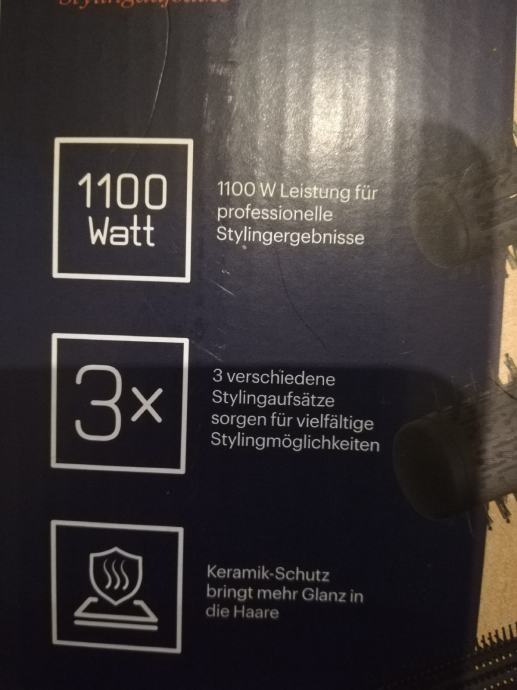 Stylingaufsätze
1100
Watt
1100 W Leistung für
professionelle
Stylingergebnisse
3x
3 verschiedene
Stylingaufsätze
sorgen für vielfältige
Stylingmöglichkeiten
Keramik-Schutz
bringt mehr Glanz in
die Haare